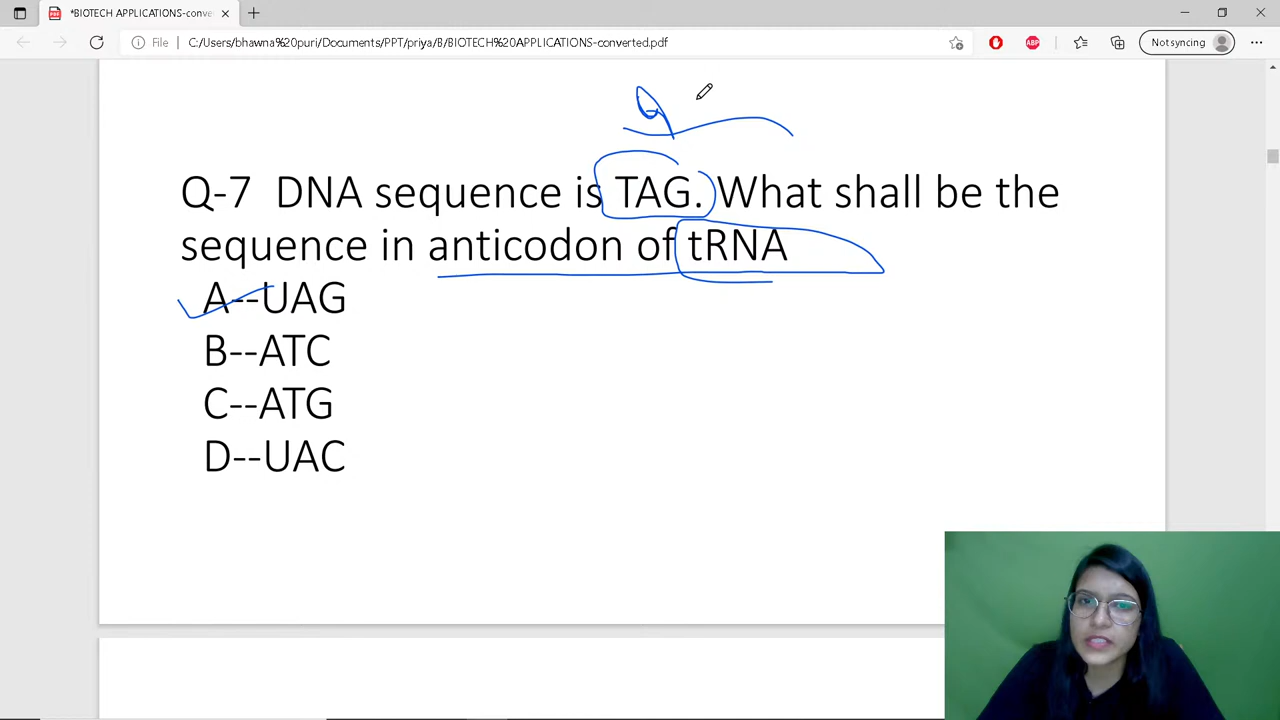 *BIOTECH APPLICATIONS-conve
File
C:/Users/bhawna%20puri/Documents/PPT/priya/B/BIOTECH%20APPLICATIONS-converted.pdf
ABP
Not syncing
Q-7 DNA sequence is TAG. What shall be the
sequence in anticodon of tRNA
A--UAG
B--ATC
C--ATG
D--UAC